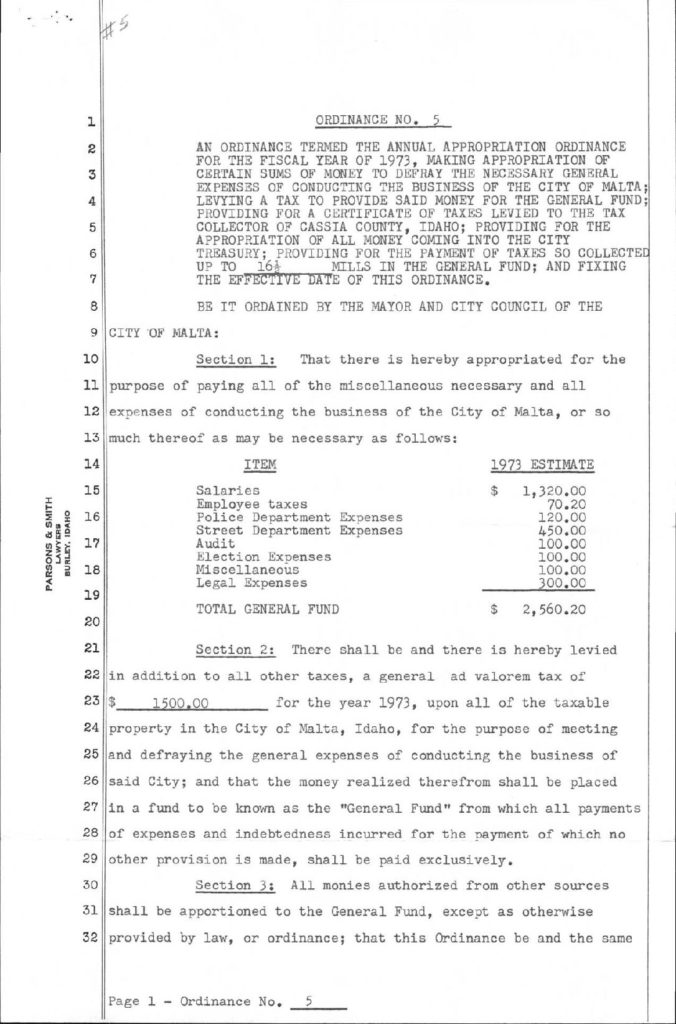 #5
1 ORDINANCE NO. 5
2 AN ORDINANCE TERMED THE ANNUAL APPROPRIATION ORDINANCE
FOR THE FISCAL YEAR OF 1973, MAKING APPROPRIATION OF
3 CERTAIN SUMS OF MONEY TO DEFRAY THE NECESSARY GENERAL
EXPENSES OF CONDUCTING THE BUSINESS OF THE CITY OF MALTA;
4 LEVYING A TAX TO PROVIDE SAID MONEY FOR THE GENERAL FUND;
PROVIDING FOR A CERTIFICATE OF TAXES LEVIED TO THE TAX
5 COLLECTOR OF CASSIA COUNTY, IDAHO; PROVIDING FOR THE
APPROPRIATION OF ALL MONEY COMING INTO THE CITY
6 TREASURY; PROVIDING FOR THE PAYMENT OF TAXES SO COLLECTED
UP TO 16½ MILLS IN THE GENERAL FUND; AND FIXING
7 THE EFFECTIVE DATE OF THIS ORDINANCE.
8 BE IT ORDAINED BY THE MAYOR AND CITY COUNCIL OF THE
9 CITY OF MALTA:
10 Section 1: That there is hereby appropriated for the
11 purpose of paying all of the miscellaneous necessary and all
12 expenses of conducting the business of the City of Malta, or so
13 much thereof as may be necessary as follows:
14 ITEM 1973 ESTIMATE
15 Salaries $ 1,320.00
Employee taxes 70.20
16 Police Department Expenses 120.00
Street Department Expenses 450.00
17 Audit 100.00
Election Expenses 100.00
18 Miscellaneous 100.00
Legal Expenses 300.00
19
TOTAL GENERAL FUND $ 2,560.20
20
21 Section 2: There shall be and there is hereby levied
22 in addition to all other taxes, a general ad valorem tax of
23 $ 1500.00 for the year 1973, upon all of the taxable
24 property in the City of Malta, Idaho, for the purpose of meeting
25 and defraying the general expenses of conducting the business of
26 said City; and that the money realized therefrom shall be placed
27 in a fund to be known as the "General Fund" from which all payments
28 of expenses and indebtedness incurred for the payment of which no
29 other provision is made, shall be paid exclusively.
30 Section 3: All monies authorized from other sources
31 shall be apportioned to the General Fund, except as otherwise
32 provided by law, or ordinance; that this Ordinance be and the same
Page 1 - Ordinance No. 5
PARSONS & SMITH
LAWYERS
BURLEY, IDAHO